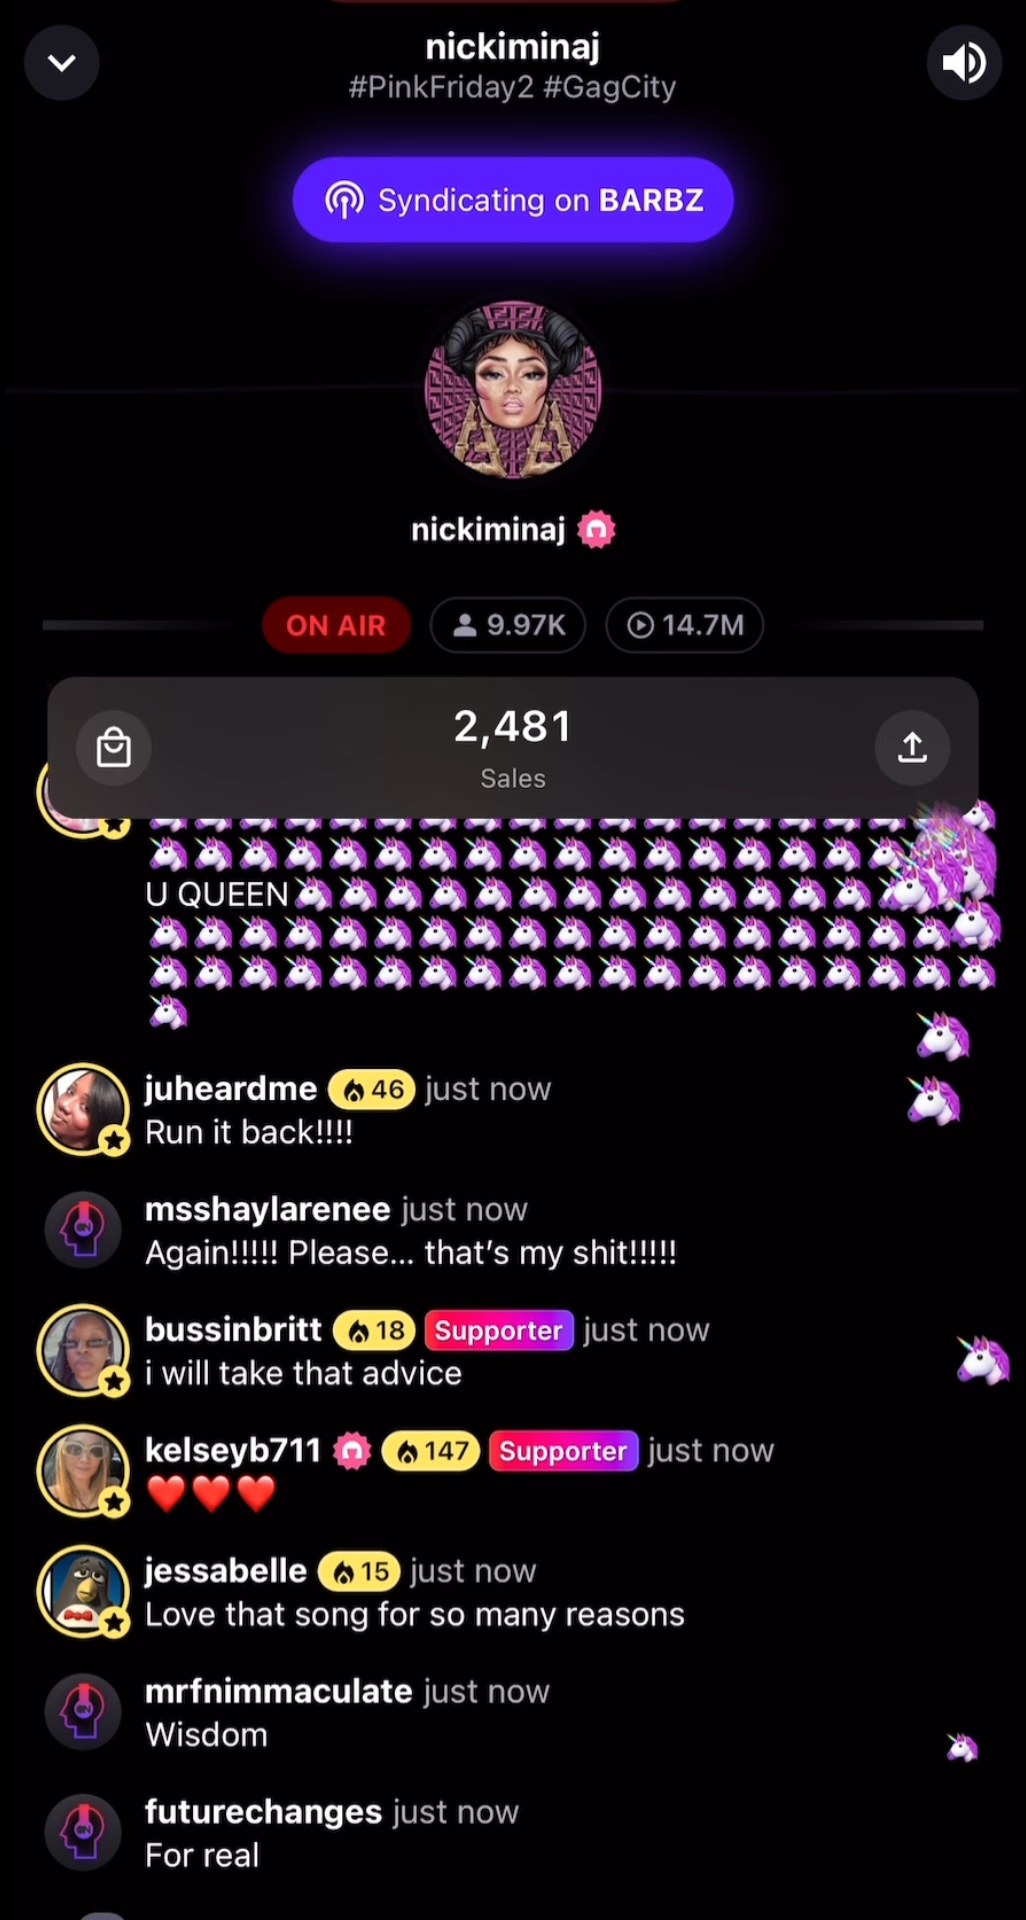 nickiminaj
#PinkFriday2 #GagCity
Syndicating on BARBZ
nickiminaj
ON AIR 9.97K 14.7M
2,481
Sales
U QUEEN
juheardme 46 just now
Run it back!!!!
msshaylarenee just now
Again!!!!! Please... that's my shit!!!!!
bussinbritt 18 Supporter just now
i will take that advice
kelseyb711 147 Supporter just now
jessabelle 15 just now
Love that song for so many reasons
mrfnimmaculate just now
Wisdom
futurechanges just now
For real